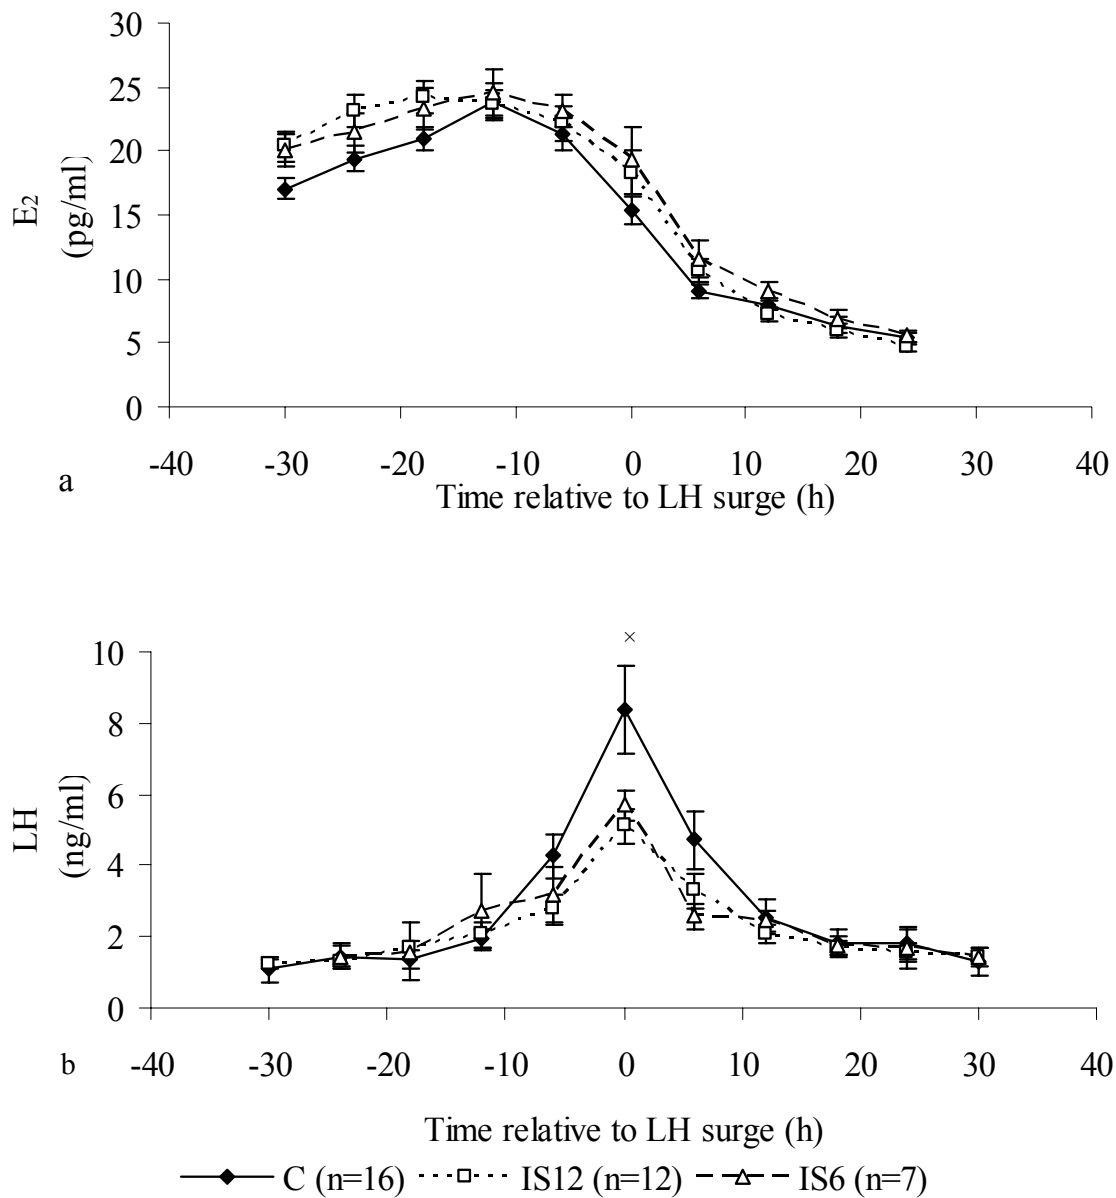 30
25
20
15
10
5
0
E₂
(pg/ml)
-40 -30 -20 -10 0 10 20 30 40
a
Time relative to LH surge (h)
×
10
8
6
4
2
0
LH
(ng/ml)
-40 -30 -20 -10 0 10 20 30 40
b
Time relative to LH surge (h)
C (n=16) IS12 (n=12) IS6 (n=7)